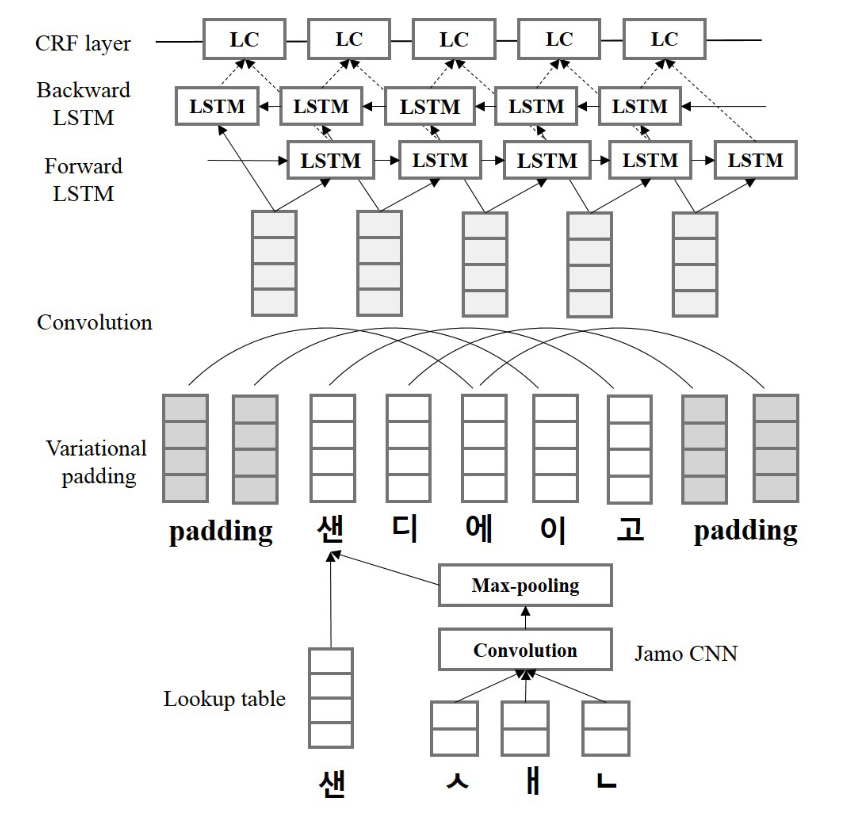 CRF layer
LC LC LC LC LC
Backward
LSTM
LSTM LSTM LSTM LSTM LSTM
Forward
LSTM
LSTM LSTM LSTM LSTM LSTM
Convolution
Variational
padding
padding 샌 디 에 이 고 padding
Max-pooling
Convolution
Jamo CNN
Lookup table
샌 ㅅ ㅐ ㄴ